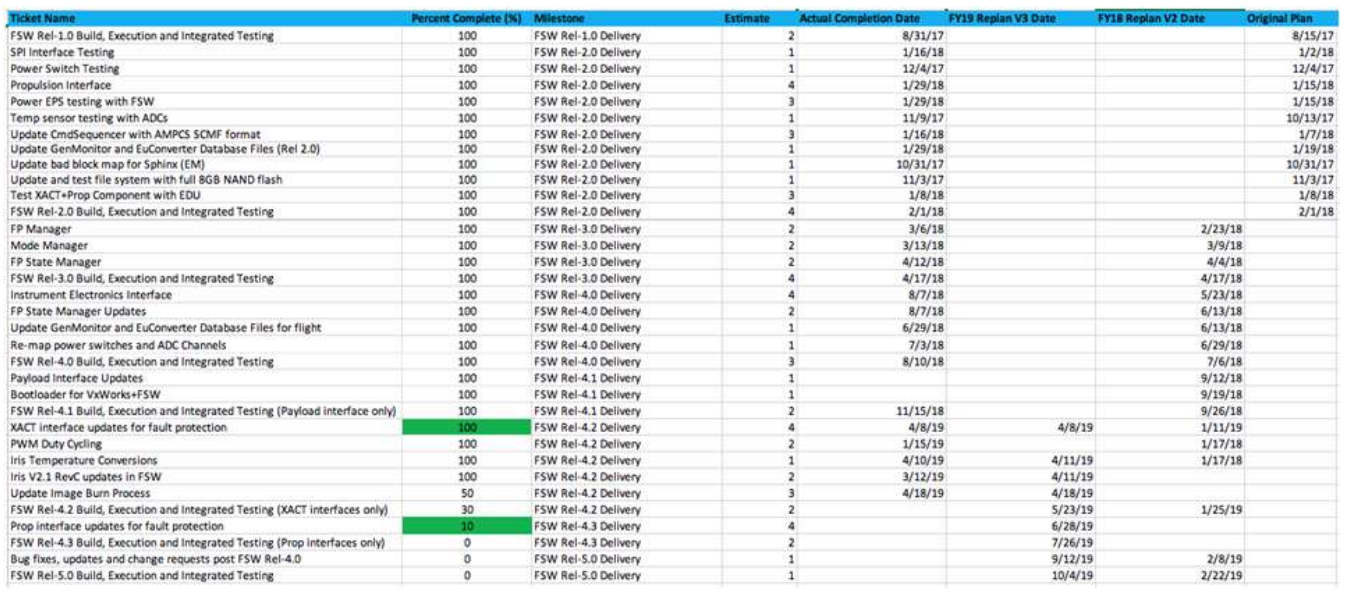 Ticket Name Percent Complete (%) Milestone Estimate Actual Completion Date FY19 Replan V3 Date FY18 Replan V2 Date Original Plan
FSW Rel-1.0 Build, Execution and Integrated Testing 100 FSW Rel-1.0 Delivery 2 8/31/17 8/15/17
SPI Interface Testing 100 FSW Rel-2.0 Delivery 1 1/16/18 1/2/18
Power Switch Testing 100 FSW Rel-2.0 Delivery 1 12/4/17 12/4/17
Propulsion Interface 100 FSW Rel-2.0 Delivery 4 1/29/18 1/15/18
Power EPS testing with FSW 100 FSW Rel-2.0 Delivery 3 1/29/18 1/15/18
Temp sensor testing with ADCs 100 FSW Rel-2.0 Delivery 1 11/9/17 10/13/17
Update CmdSequencer with AMPCS SCMF format 100 FSW Rel-2.0 Delivery 3 1/16/18 1/7/18
Update GenMonitor and EuConverter Database Files (Rel 2.0) 100 FSW Rel-2.0 Delivery 1 1/29/18 1/19/18
Update bad block map for Sphinx (EM) 100 FSW Rel-2.0 Delivery 1 10/31/17 10/31/17
Update and test file system with full 8GB NAND flash 100 FSW Rel-2.0 Delivery 1 11/3/17 11/3/17
Test XACT+Prop Component with EDU 100 FSW Rel-2.0 Delivery 3 1/8/18 1/8/18
FSW Rel-2.0 Build, Execution and Integrated Testing 100 FSW Rel-2.0 Delivery 4 2/1/18 2/1/18
FP Manager 100 FSW Rel-3.0 Delivery 2 3/6/18 2/23/18
Mode Manager 100 FSW Rel-3.0 Delivery 2 3/13/18 3/9/18
FP State Manager 100 FSW Rel-3.0 Delivery 2 4/12/18 4/4/18
FSW Rel-3.0 Build, Execution and Integrated Testing 100 FSW Rel-3.0 Delivery 4 4/17/18 4/17/18
Instrument Electronics Interface 100 FSW Rel-4.0 Delivery 4 8/7/18 5/23/18
FP State Manager Updates 100 FSW Rel-4.0 Delivery 2 8/7/18 6/13/18
Update GenMonitor and EuConverter Database Files for flight 100 FSW Rel-4.0 Delivery 1 6/29/18 6/13/18
Re-map power switches and ADC Channels 100 FSW Rel-4.0 Delivery 1 7/3/18 6/29/18
FSW Rel-4.0 Build, Execution and Integrated Testing 100 FSW Rel-4.0 Delivery 3 8/10/18 7/6/18
Payload Interface Updates 100 FSW Rel-4.1 Delivery 1 9/12/18
Bootloader for VxWorks+FSW 100 FSW Rel-4.1 Delivery 1 9/19/18
FSW Rel-4.1 Build, Execution and Integrated Testing (Payload interface only) 100 FSW Rel-4.1 Delivery 2 11/15/18 9/26/18
XACT interface updates for fault protection 100 FSW Rel-4.2 Delivery 4 4/8/19 4/8/19 1/11/19
PWM Duty Cycling 100 FSW Rel-4.2 Delivery 2 1/15/19 1/17/18
Iris Temperature Conversions 100 FSW Rel-4.2 Delivery 1 4/10/19 4/11/19 1/17/18
Iris V2.1 RevC updates in FSW 100 FSW Rel-4.2 Delivery 2 3/12/19 4/11/19
Update Image Burn Process 50 FSW Rel-4.2 Delivery 3 4/18/19 4/18/19
FSW Rel-4.2 Build, Execution and Integrated Testing (XACT interfaces only) 30 FSW Rel-4.2 Delivery 2 5/23/19 1/25/19
Prop interface updates for fault protection 10 FSW Rel-4.3 Delivery 4 6/28/19
FSW Rel-4.3 Build, Execution and Integrated Testing (Prop interfaces only) 0 FSW Rel-4.3 Delivery 2 7/26/19
Bug fixes, updates and change requests post FSW Rel-4.0 0 FSW Rel-5.0 Delivery 1 9/12/19 2/8/19
FSW Rel-5.0 Build, Execution and Integrated Testing 0 FSW Rel-5.0 Delivery 1 10/4/19 2/22/19